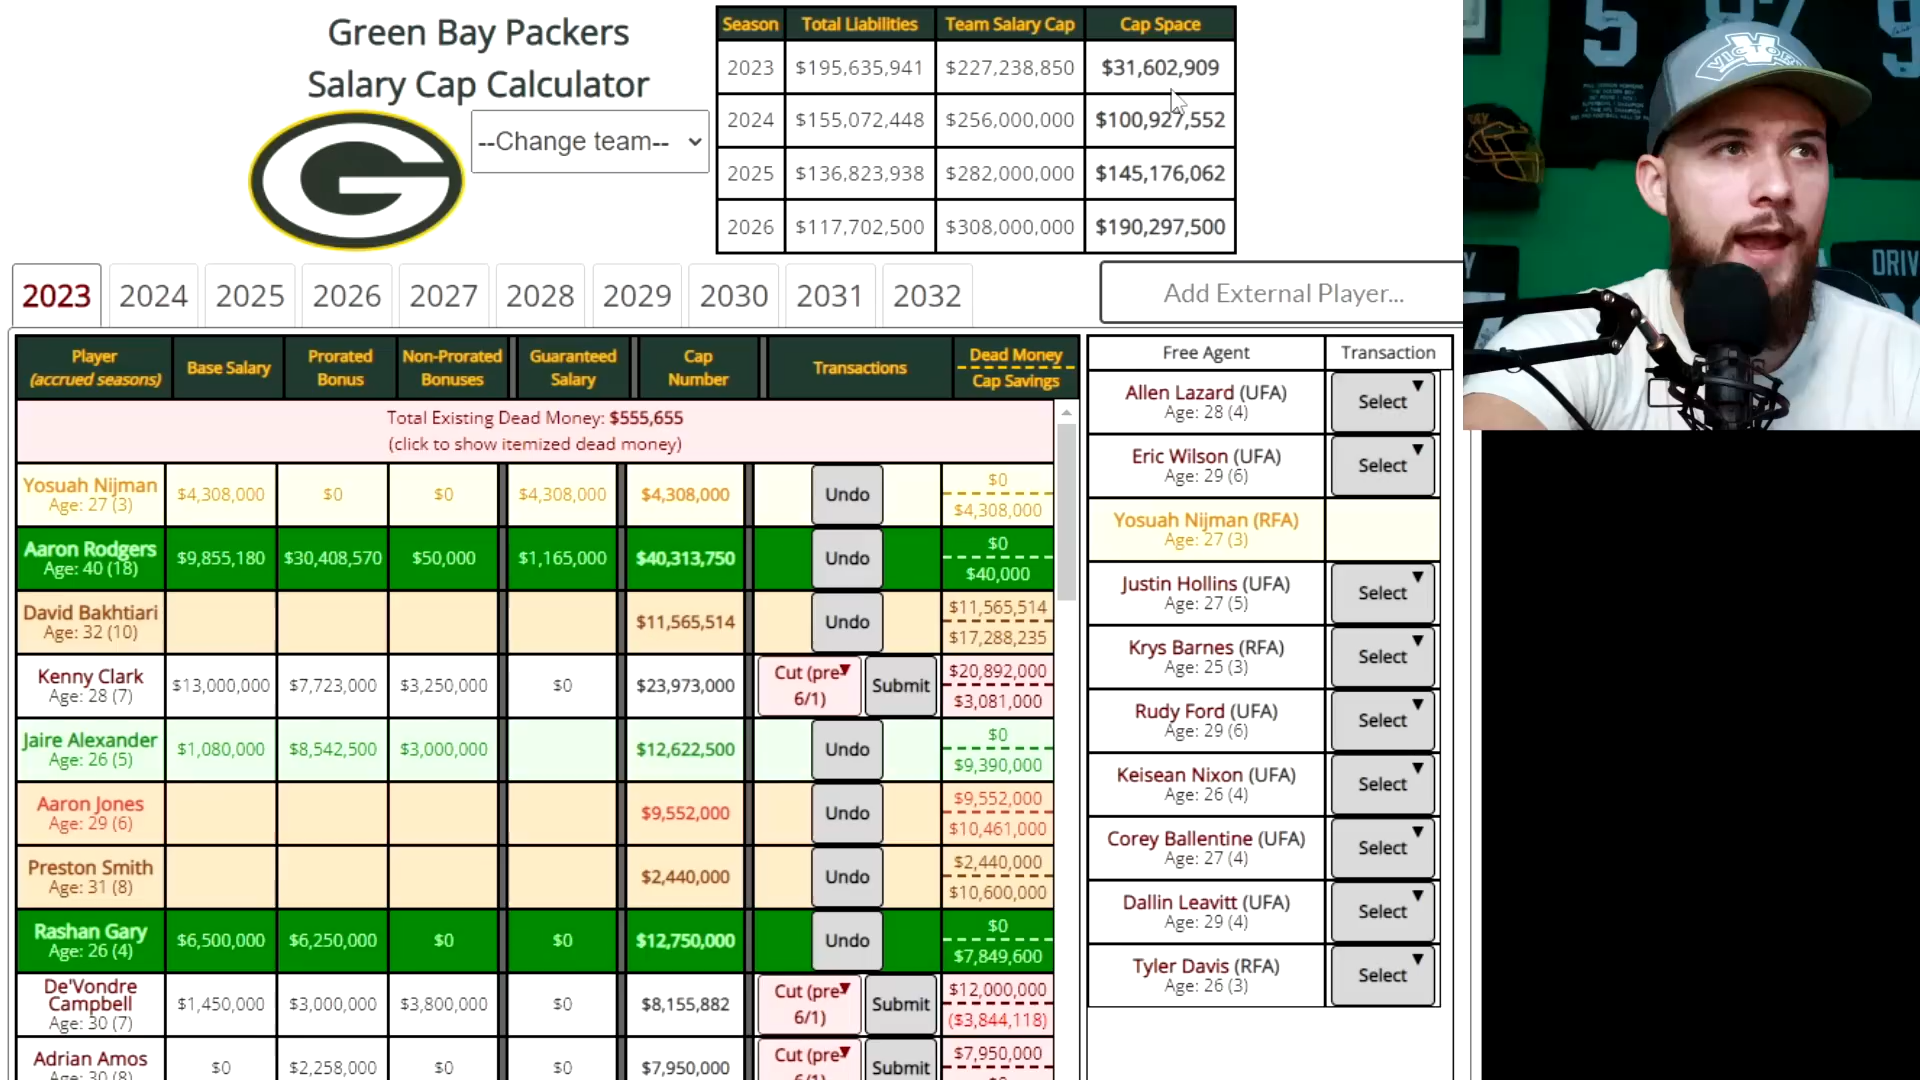 Green Bay Packers
Salary Cap Calculator
--Change team--
Season Total Liabilities Team Salary Cap Cap Space
2023 $195,635,941 $227,238,850 $31,602,909
2024 $155,072,448 $256,000,000 $100,927,552
2025 $136,823,938 $282,000,000 $145,176,062
2026 $117,702,500 $308,000,000 $190,297,500
5
9
DRIV
Y
2023 2024 2025 2026 2027 2028 2029 2030 2031 2032
Add External Player...
Player
(accrued seasons)
Base Salary
Prorated
Bonus
Non-Prorated
Bonuses
Guaranteed
Salary
Cap
Number
Transactions
Dead Money
Cap Savings
Total Existing Dead Money: $555,655
(click to show itemized dead money)
Yosuah Nijman
Age: 27 (3)
$4,308,000 $0 $0 $4,308,000 $4,308,000 Undo
$0
$4,308,000
Aaron Rodgers
Age: 40 (18)
$9,855,180 $30,408,570 $50,000 $1,165,000 $40,313,750 Undo
$0
$40,000
David Bakhtiari
Age: 32 (10)
$11,565,514 Undo
$11,565,514
$17,288,235
Kenny Clark
Age: 28 (7)
$13,000,000 $7,723,000 $3,250,000 $0 $23,973,000
Cut (pre
6/1)
Submit
$20,892,000
$3,081,000
Jaire Alexander
Age: 26 (5)
$1,080,000 $8,542,500 $3,000,000 $12,622,500 Undo
$0
$9,390,000
Aaron Jones
Age: 29 (6)
$9,552,000 Undo
$9,552,000
$10,461,000
Preston Smith
Age: 31 (8)
$2,440,000 Undo
$2,440,000
$10,600,000
Rashan Gary
Age: 26 (4)
$6,500,000 $6,250,000 $0 $0 $12,750,000 Undo
$0
$7,849,600
De'Vondre
Campbell
Age: 30 (7)
$1,450,000 $3,000,000 $3,800,000 $0 $8,155,882
Cut (pre
6/1)
Submit
$12,000,000
($3,844,118)
Adrian Amos
Age: 30 (8)
$0 $2,258,000 $0 $0 $7,950,000
Cut (pre
6/1)
Submit
$7,950,000
$0
Free Agent Transaction
Allen Lazard (UFA)
Age: 28 (4)
Select
Eric Wilson (UFA)
Age: 29 (6)
Select
Yosuah Nijman (RFA)
Age: 27 (3)
Justin Hollins (UFA)
Age: 27 (5)
Select
Krys Barnes (RFA)
Age: 25 (3)
Select
Rudy Ford (UFA)
Age: 29 (6)
Select
Keisean Nixon (UFA)
Age: 26 (4)
Select
Corey Ballentine (UFA)
Age: 27 (4)
Select
Dallin Leavitt (UFA)
Age: 29 (4)
Select
Tyler Davis (RFA)
Age: 26 (3)
Select